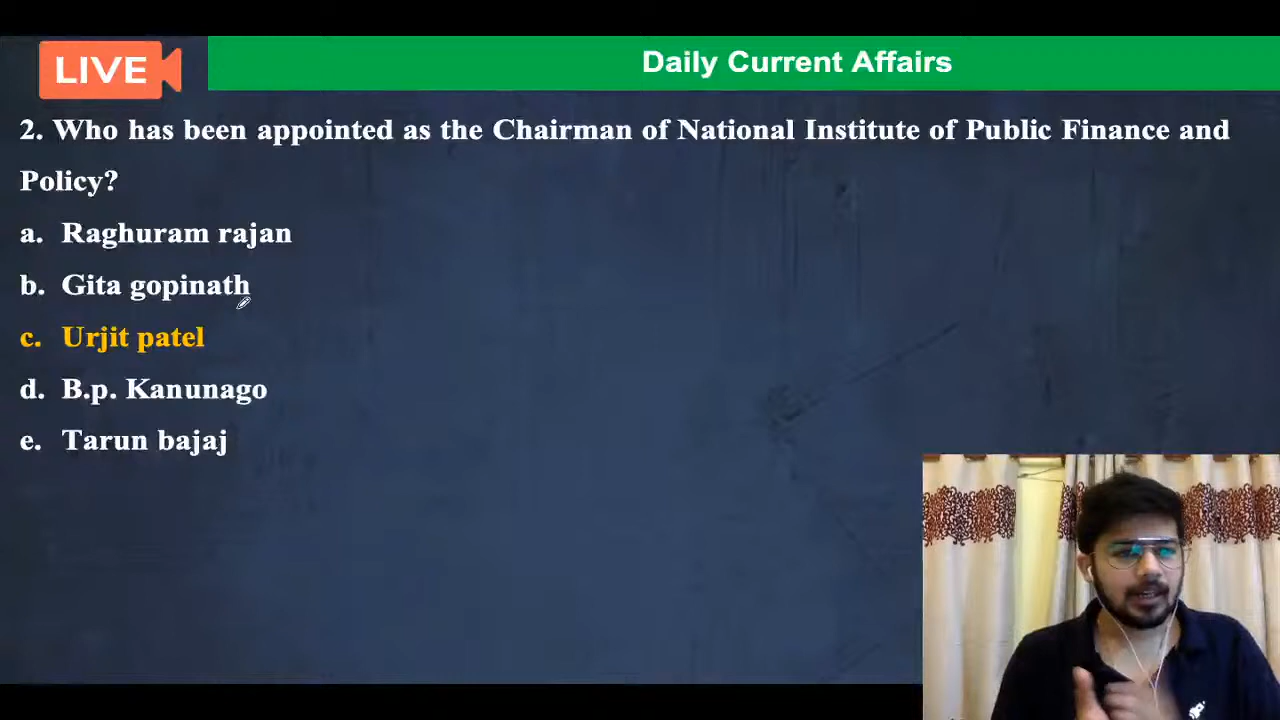 LIVE
Daily Current Affairs
2. Who has been appointed as the Chairman of National Institute of Public Finance and
Policy?
a. Raghuram rajan
b. Gita gopinath
c. Urjit patel
d. B.p. Kanunago
e. Tarun bajaj